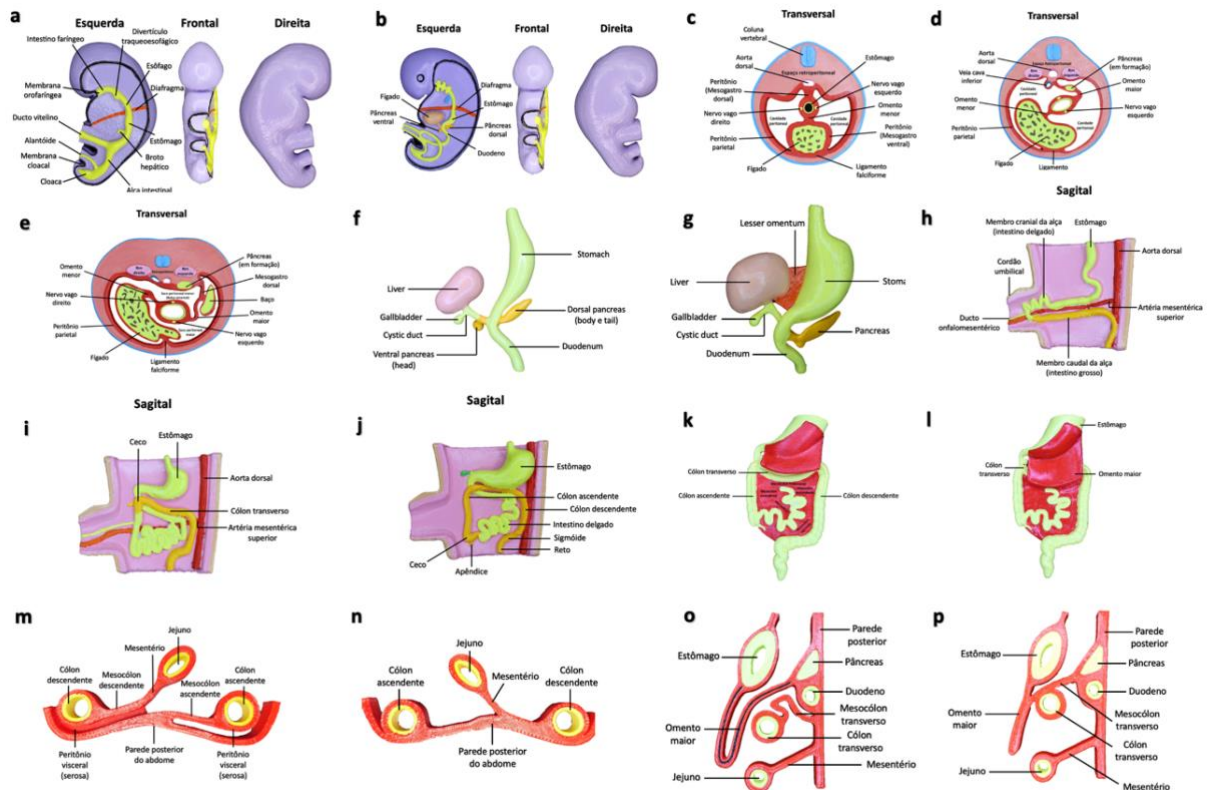 a
Esquerda
Frontal
Direita
Intestino faríngeo
Divertículo
traqueoesofágico
Esôfago
Membrana
orofaríngea
Diafragma
Ducto vitelino
Alantóide
Estômago
Membrana
cloacal
Broto
hepático
Cloaca
Alça intestinal
b
Esquerda
Frontal
Direita
Fígado
Diafragma
Estômago
Pâncreas
ventral
Pâncreas
dorsal
Duodeno
c
Transversal
Coluna
vertebral
Aorta
dorsal
Espaço retroperitoneal
Estômago
Peritônio
(Mesogastro
dorsal)
Nervo vago
esquerdo
Nervo vago
direito
Omento
menor
Cavidade
peritoneal
Cavidade
peritoneal
Peritônio
parietal
Peritônio
(Mesogastro
ventral)
Fígado
Ligamento
falciforme
d
Transversal
Aorta
dorsal
Pâncreas
(em formação)
Veia cava
inferior
Omento
maior
Omento
menor
Nervo vago
esquerdo
Cavidade
peritoneal
Peritônio
parietal
Fígado
Ligamento
e
Transversal
Pâncreas
(em formação)
Omento
menor
Mesogastro
dorsal
Nervo vago
direito
Baço
Peritônio
parietal
Omento
maior
Fígado
Nervo vago
esquerdo
Ligamento
falciforme
f
Stomach
Liver
Gallbladder
Cystic duct
Dorsal pancreas
(body e tail)
Ventral pancreas
(head)
Duodenum
g
Lesser omentum
Liver
Stoma
Gallbladder
Cystic duct
Pancreas
Duodenum
h
Sagital
Membro cranial da alça
(intestino delgado)
Estômago
Cordão
umbilical
Aorta dorsal
Ducto
onfalomesentérico
Artéria mesentérica
superior
Membro caudal da alça
(intestino grosso)
i
Sagital
Ceco
Estômago
Aorta dorsal
Cólon transverso
Artéria mesentérica
superior
j
Sagital
Estômago
Cólon ascendente
Cólon descendente
Intestino delgado
Sigmóide
Reto
Ceco
Apêndice
k
Cólon transverso
Cólon ascendente
Cólon descendente
l
Estômago
Cólon
transverso
Omento maior
m
Jejuno
Mesentério
Cólon
descendente
Mesocólon
descendente
Mesocólon
ascendente
Cólon
ascendente
Peritônio
visceral
(serosa)
Parede posterior
do abdome
Peritônio
visceral
(serosa)
n
Jejuno
Cólon
ascendente
Mesentério
Cólon
descendente
Parede posterior
do abdome
o
Estômago
Parede
posterior
Pâncreas
Duodeno
Mesocólon
transverso
Omento
maior
Cólon
transverso
Mesentério
Jejuno
p
Estômago
Parede
posterior
Pâncreas
Duodeno
Mesocólon
transverso
Omento
maior
Cólon
transverso
Jejuno
Mesentério